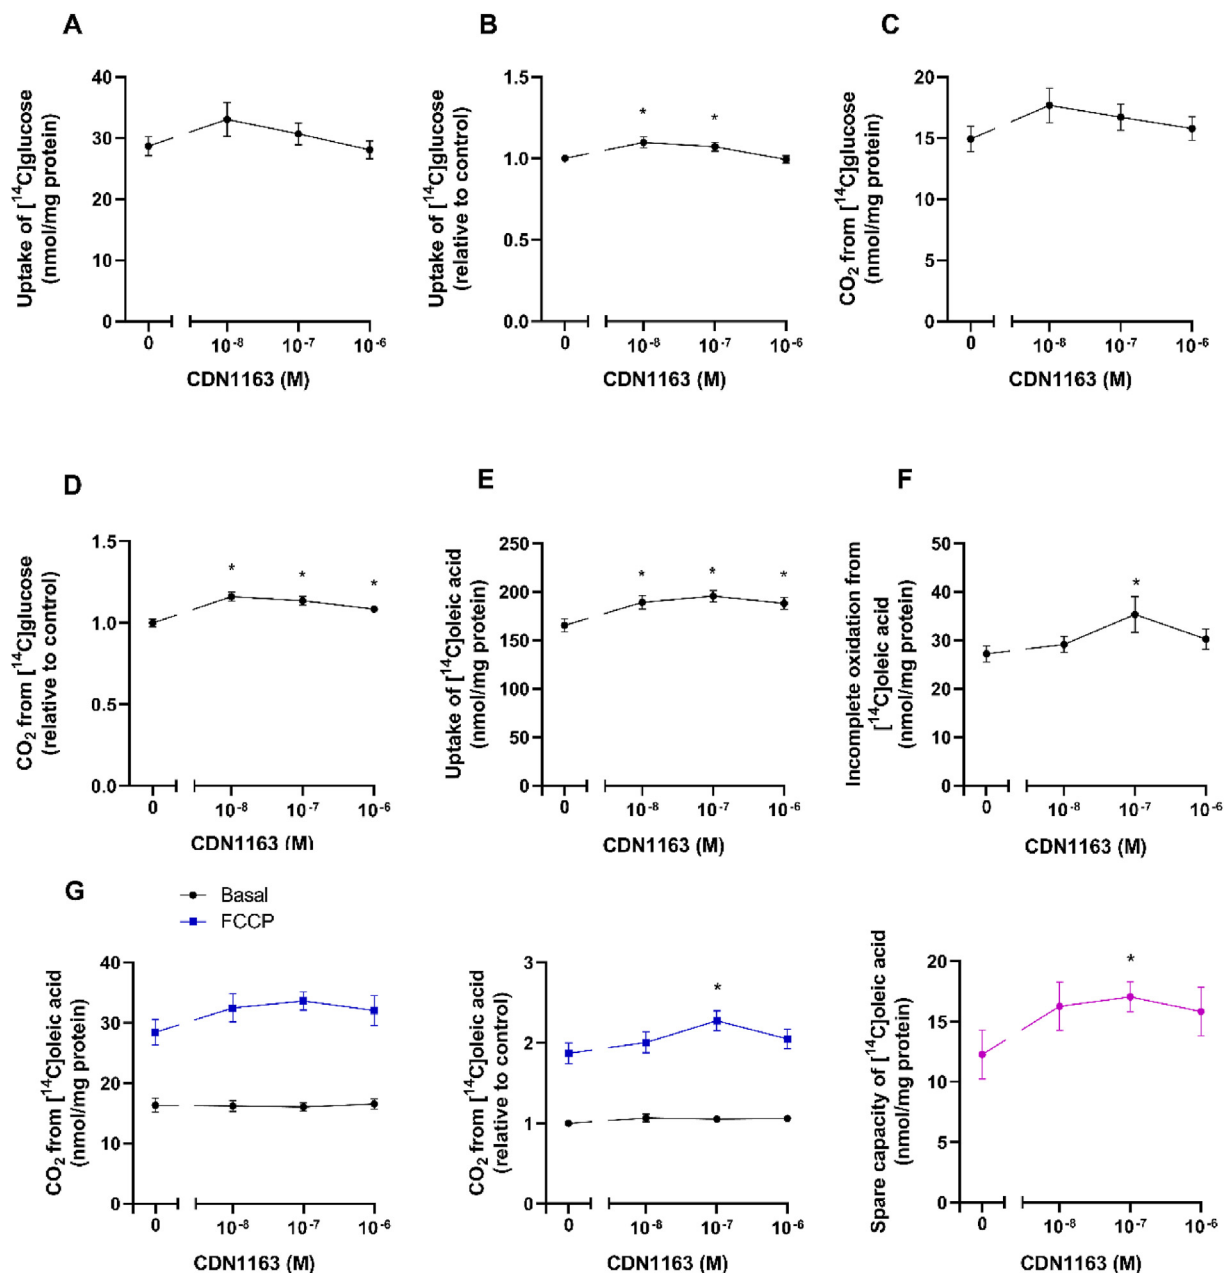 A
Uptake of [¹⁴C]glucose
(nmol/mg protein)
40
30
20
10
0
0
10⁻⁸
10⁻⁷
10⁻⁶
CDN1163 (M)
B
Uptake of [¹⁴C]glucose
(relative to control)
1.5
1.0
0.5
0.0
*
*
0
10⁻⁸
10⁻⁷
10⁻⁶
CDN1163 (M)
C
CO₂ from [¹⁴C]glucose
(nmol/mg protein)
20
15
10
5
0
0
10⁻⁸
10⁻⁷
10⁻⁶
CDN1163 (M)
D
CO₂ from [¹⁴C]glucose
(relative to control)
1.5
1.0
0.5
0.0
*
*
*
0
10⁻⁸
10⁻⁷
10⁻⁶
CDN1163 (M)
E
Uptake of [¹⁴C]oleic acid
(nmol/mg protein)
250
200
150
100
50
0
*
*
*
0
10⁻⁸
10⁻⁷
10⁻⁶
CDN1163 (M)
F
Incomplete oxidation from
[¹⁴C]oleic acid
(nmol/mg protein)
50
40
30
20
10
0
*
0
10⁻⁸
10⁻⁷
10⁻⁶
CDN1163 (M)
G
Basal
FCCP
CO₂ from [¹⁴C]oleic acid
(nmol/mg protein)
40
30
20
10
0
0
10⁻⁸
10⁻⁷
10⁻⁶
CDN1163 (M)
CO₂ from [¹⁴C]oleic acid
(relative to control)
3
2
1
0
*
0
10⁻⁸
10⁻⁷
10⁻⁶
CDN1163 (M)
Spare capacity of [¹⁴C]oleic acid
(nmol/mg protein)
20
15
10
5
0
*
0
10⁻⁸
10⁻⁷
10⁻⁶
CDN1163 (M)